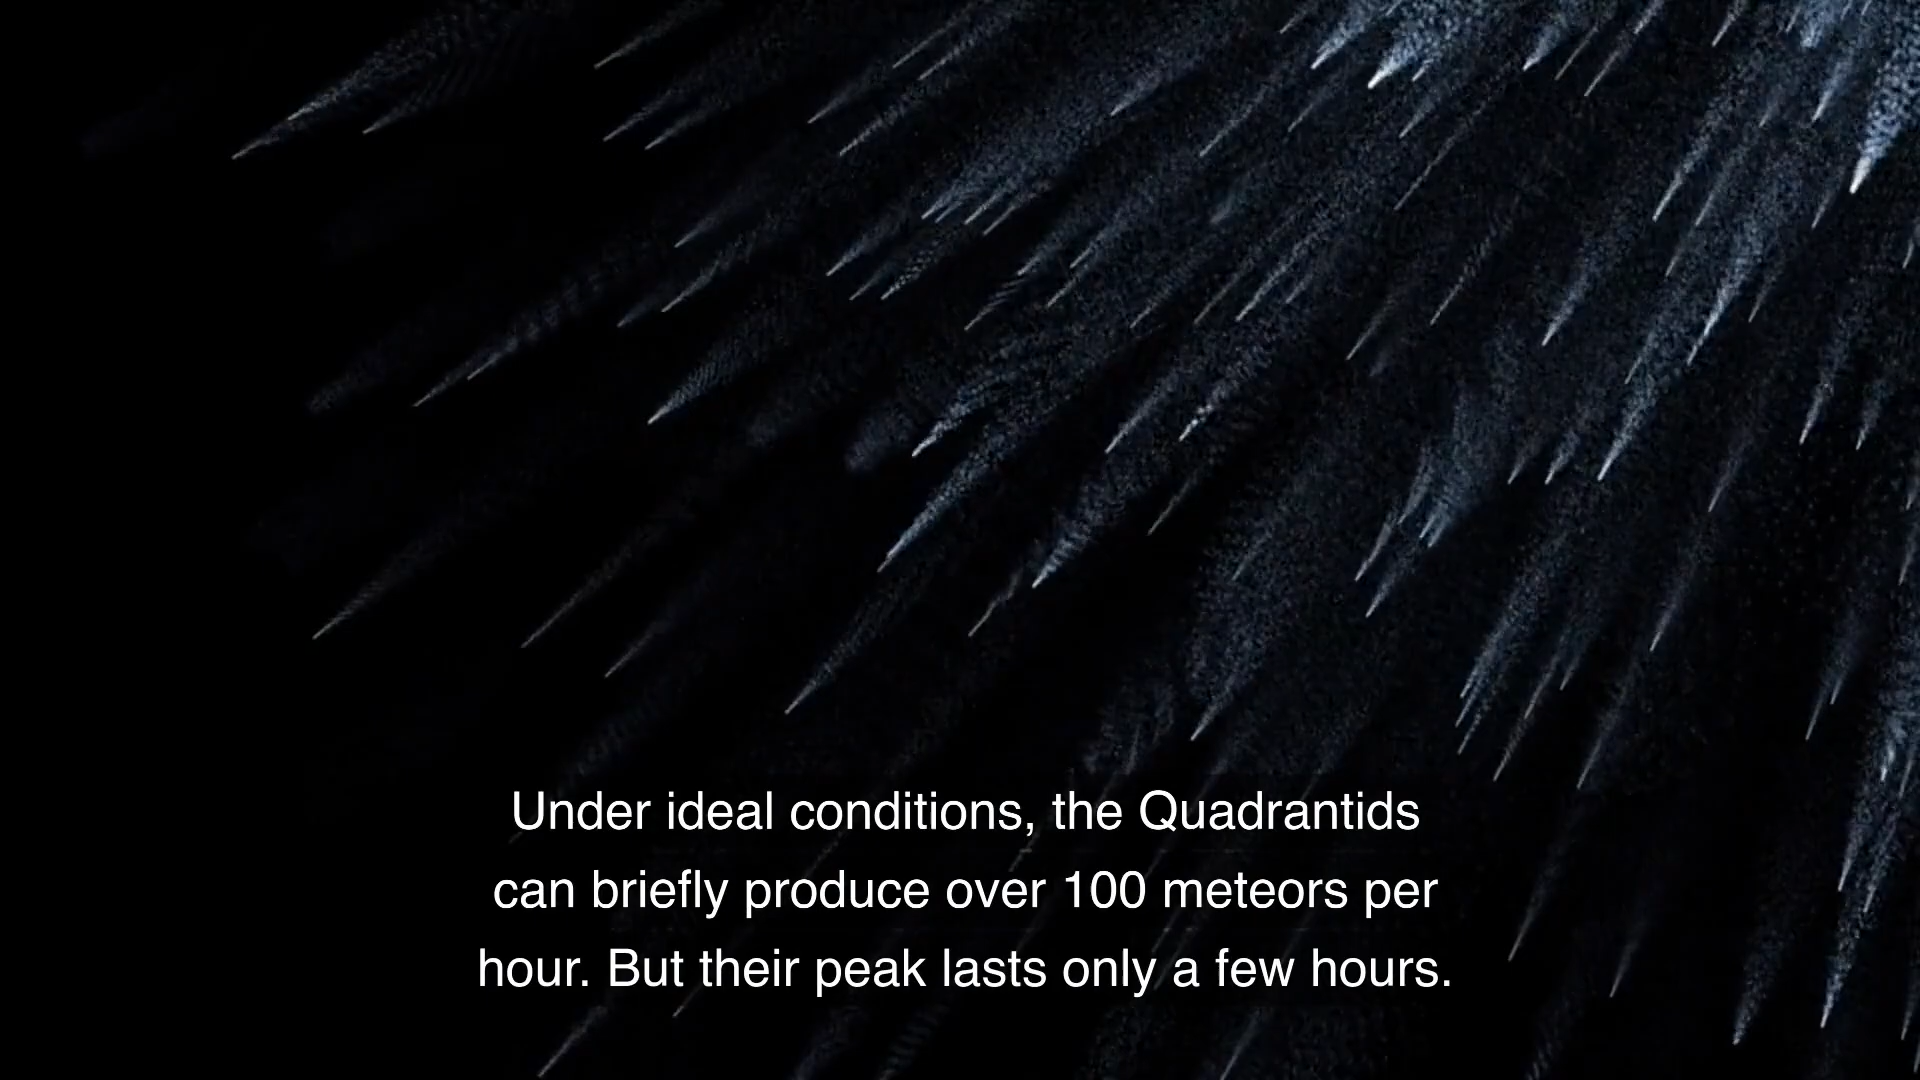 Under ideal conditions, the Quadrantids
can briefly produce over 100 meteors per
hour. But their peak lasts only a few hours.